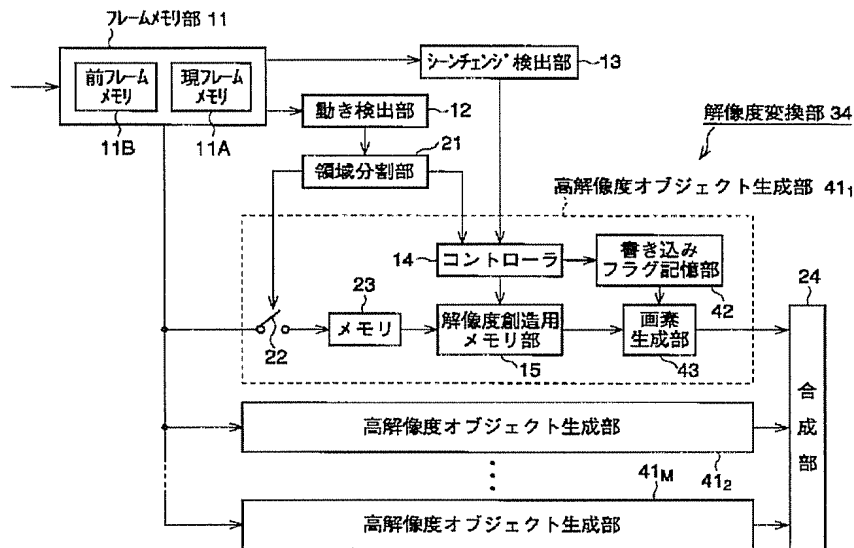 フレームメモリ部 11
前フレーム
メモリ
現フレーム
メモリ
11B
11A
シーンチェンジ検出部
13
動き検出部
12
21
領域分割部
解像度変換部 34
高解像度オブジェクト生成部 41₁
14
コントローラ
書き込み
フラグ記憶部
42
24
23
メモリ
22
解像度創造用
メモリ部
15
画素
生成部
43
合成部
高解像度オブジェクト生成部
41₂
41M
高解像度オブジェクト生成部